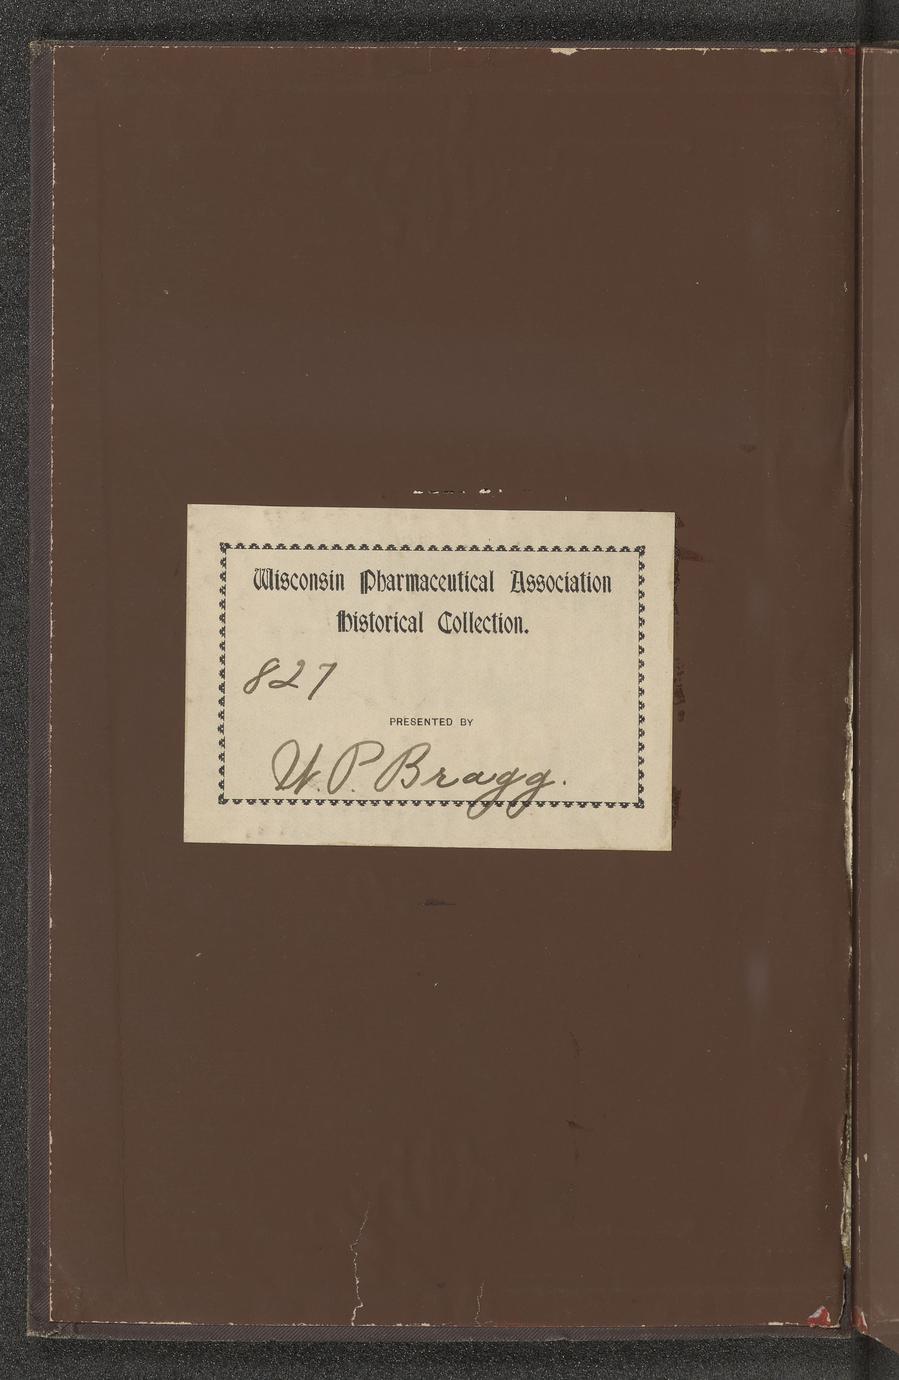 Wisconsin Pharmaceutical Association
Historical Collection.
827
PRESENTED BY
W. P. Bragg.